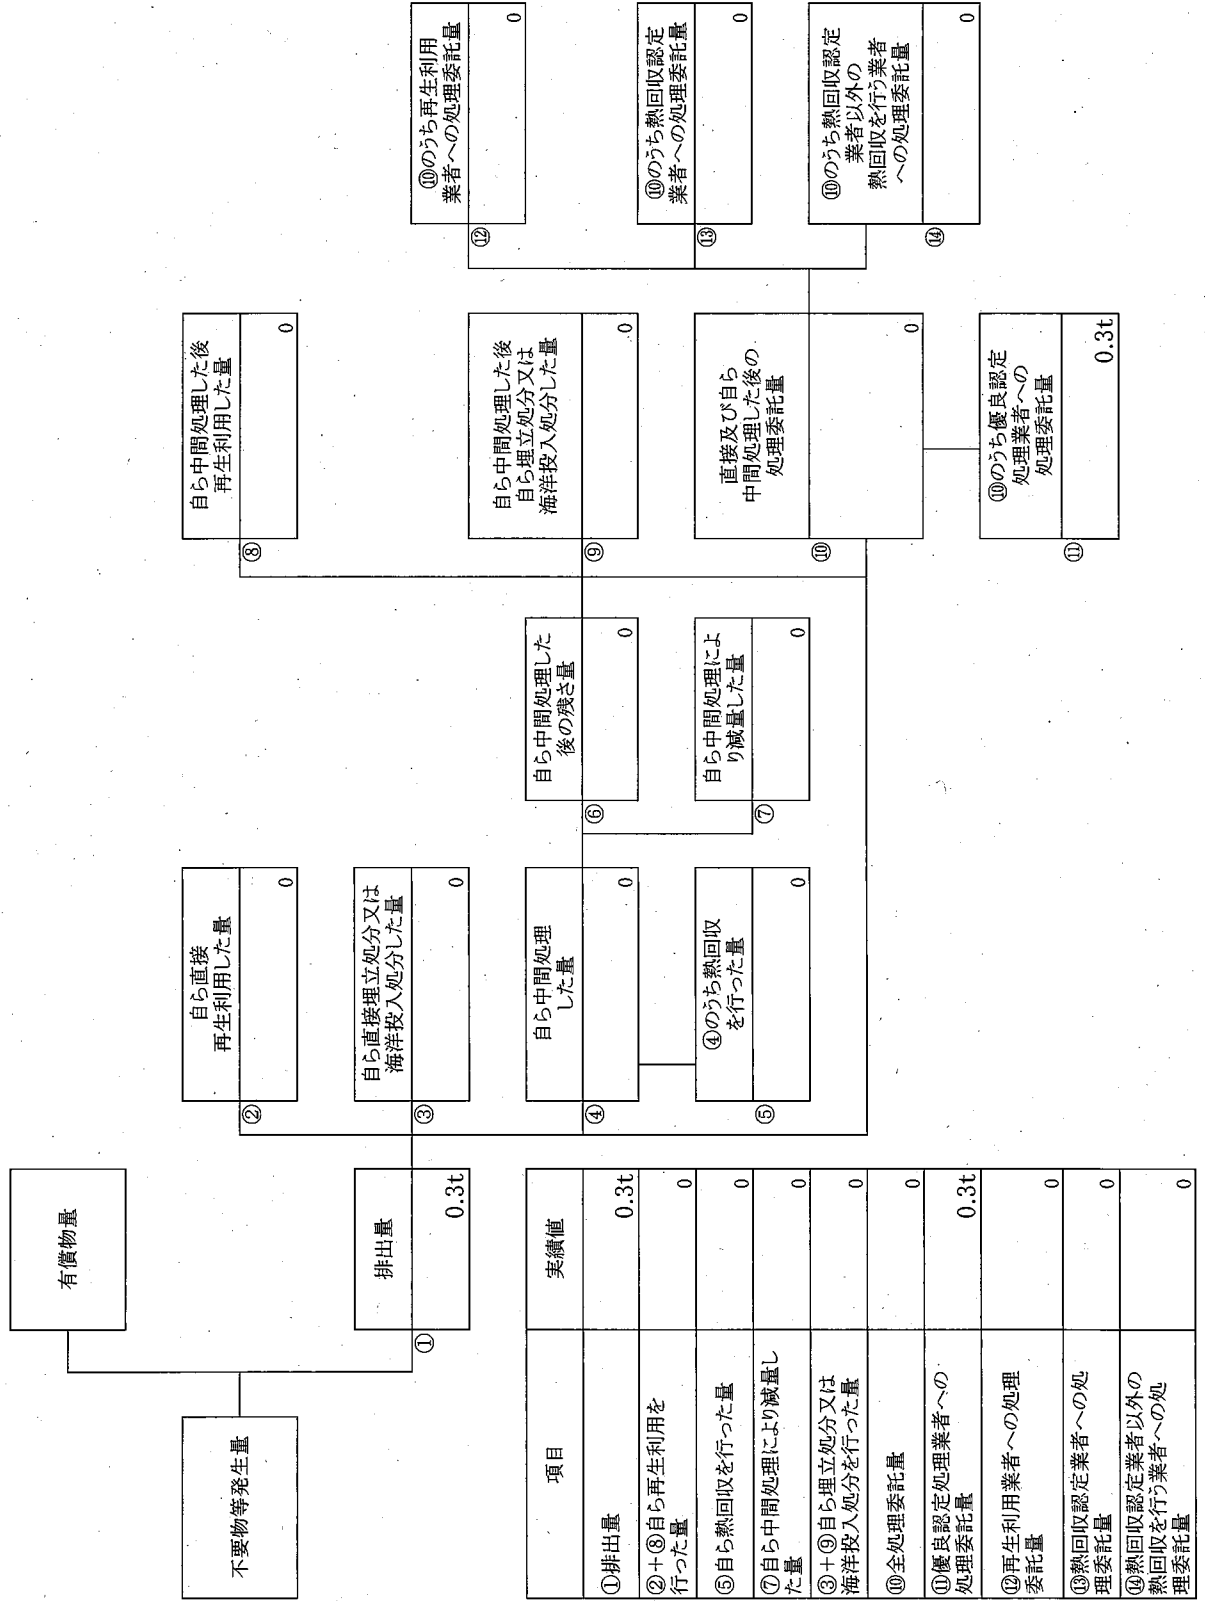 不要物等発生量
有償物量
排出量
①
0.3t
自ら直接
再生利用した量
②
0
自ら直接埋立処分又は
海洋投入処分した量
③
0
自ら中間処理
した量
④
0
④のうち熱回収
を行った量
⑤
0
自ら中間処理した
後の残さ量
⑥
0
自ら中間処理によ
り減量した量
⑦
0
自ら中間処理した後
再生利用した量
⑧
0
自ら中間処理した後
自ら埋立処分又は
海洋投入処分した量
⑨
0
直接及び自ら
中間処理した後の
処理委託量
⑩
0
⑩のうち優良認定
処理業者への
処理委託量
⑪
0.3t
⑩のうち再生利用
業者への処理委託量
⑫
0
⑩のうち熱回収認定
業者への処理委託量
⑬
0
⑩のうち熱回収認定
業者以外の
熱回収を行う業者
への処理委託量
⑭
0
項目 実績値
①排出量 0.3t
②+⑧自ら再生利用を
行った量 0
⑤自ら熱回収を行った量 0
⑦自ら中間処理により減量し
た量 0
③+⑨自ら埋立処分又は
海洋投入処分を行った量 0
⑩全処理委託量 0
⑪優良認定処理業者への
処理委託量 0.3t
⑫再生利用業者への処理
委託量 0
⑬熱回収認定業者への処
理委託量 0
⑭熱回収認定業者以外の
熱回収を行う業者への処
理委託量 0